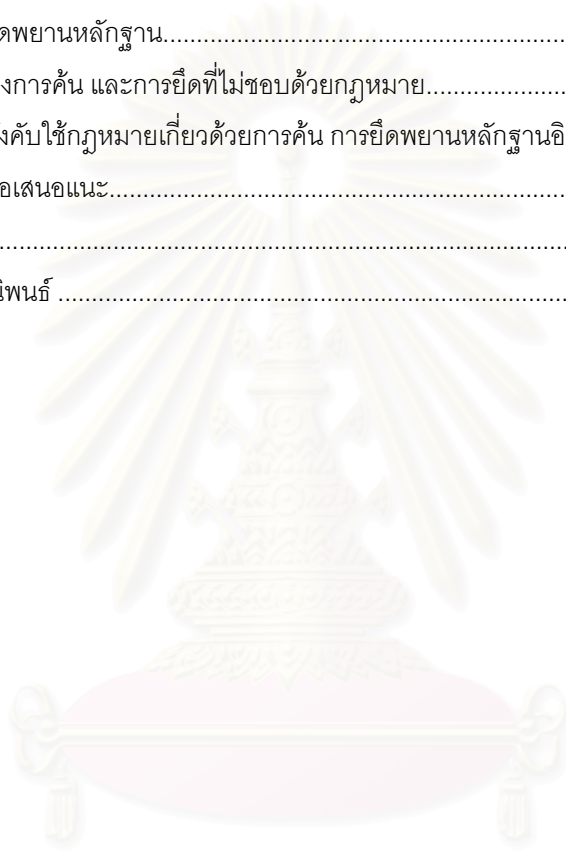 ดพยานหลักฐาน......................................................................
งการค้น และการยึดที่ไม่ชอบด้วยกฎหมาย.........................
ังคับใช้กฎหมายเกี่ยวด้วยการค้น การยึดพยานหลักฐานอิ
อเสนอแนะ..............................................................................
...............................................................................................
นิพนธ์ ....................................................................................